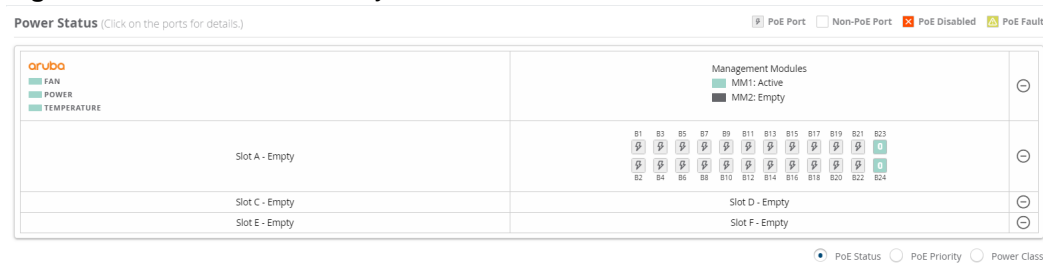 Power Status (Click on the ports for details.)
PoE Port Non-PoE Port PoE Disabled PoE Fault
aruba
FAN
POWER
TEMPERATURE
Management Modules
MM1: Active
MM2: Empty
Slot A - Empty
B1 B3 B5 B7 B9 B11 B13 B15 B17 B19 B21 B23
0
0
B2 B4 B6 B8 B10 B12 B14 B16 B18 B20 B22 B24
Slot C - Empty Slot D - Empty
Slot E - Empty Slot F - Empty
PoE Status PoE Priority Power Class